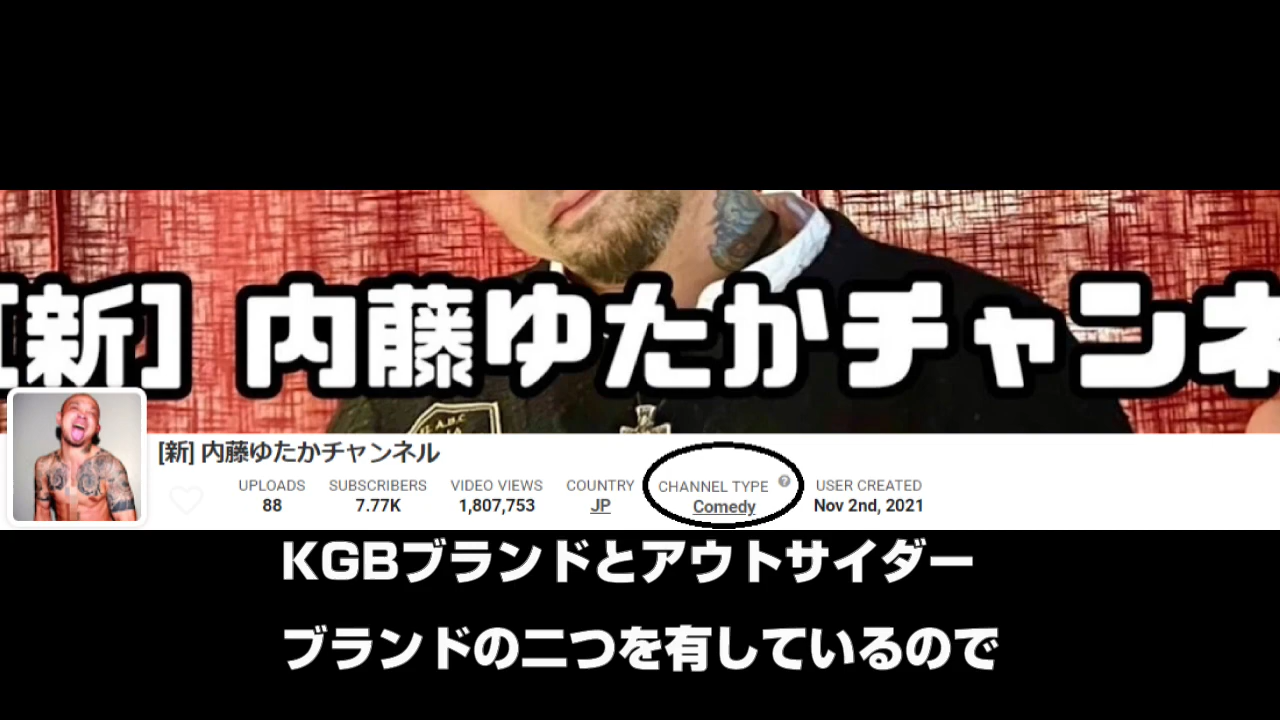 [新] 内藤ゆたかチャンネ
[新] 内藤ゆたかチャンネル
UPLOADS
88
SUBSCRIBERS
7.77K
VIDEO VIEWS
1,807,753
COUNTRY
JP
CHANNEL TYPE ?
Comedy
USER CREATED
Nov 2nd, 2021
KGBブランドとアウトサイダー
ブランドの二つを有しているので